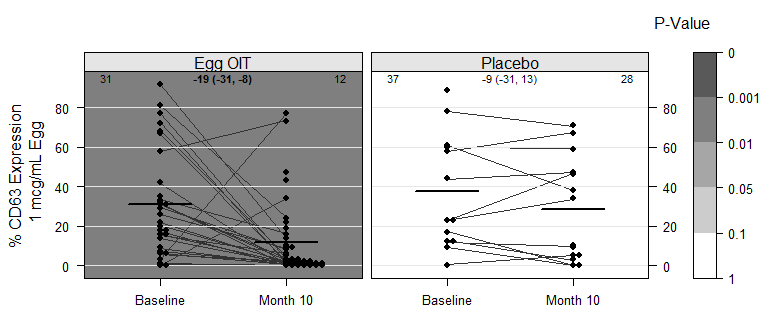 P-Value
Egg OIT
Placebo
31 -19 (-31, -8) 12
37 -9 (-31, 13) 28
% CD63 Expression
1 mcg/mL Egg
80
60
40
20
0
80
60
40
20
0
0
0.001
0.01
0.05
0.1
1
Baseline Month 10
Baseline Month 10